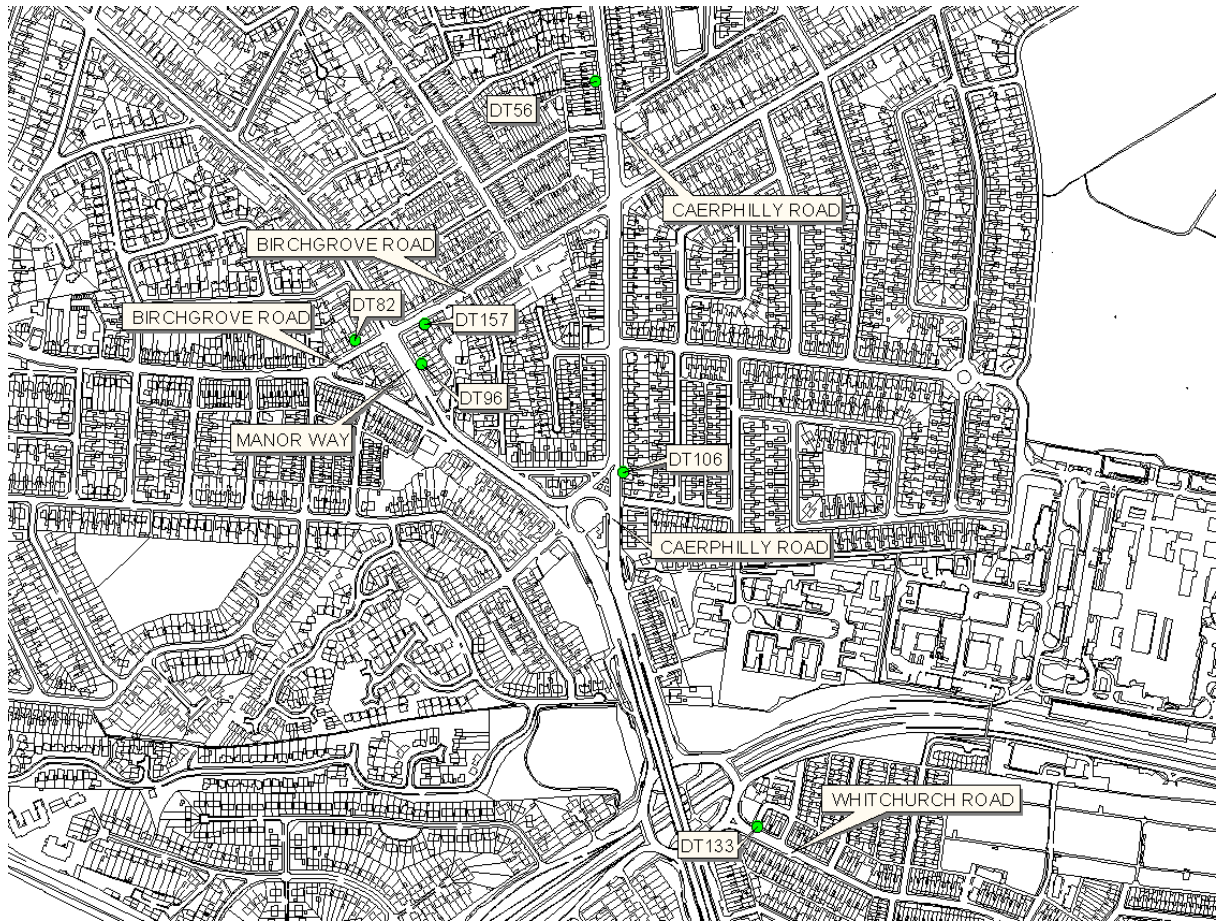 DT56
CAERPHILLY ROAD
BIRCHGROVE ROAD
DT82
BIRCHGROVE ROAD
DT157
DT96
MANOR WAY
DT106
CAERPHILLY ROAD
WHITCHURCH ROAD
DT133